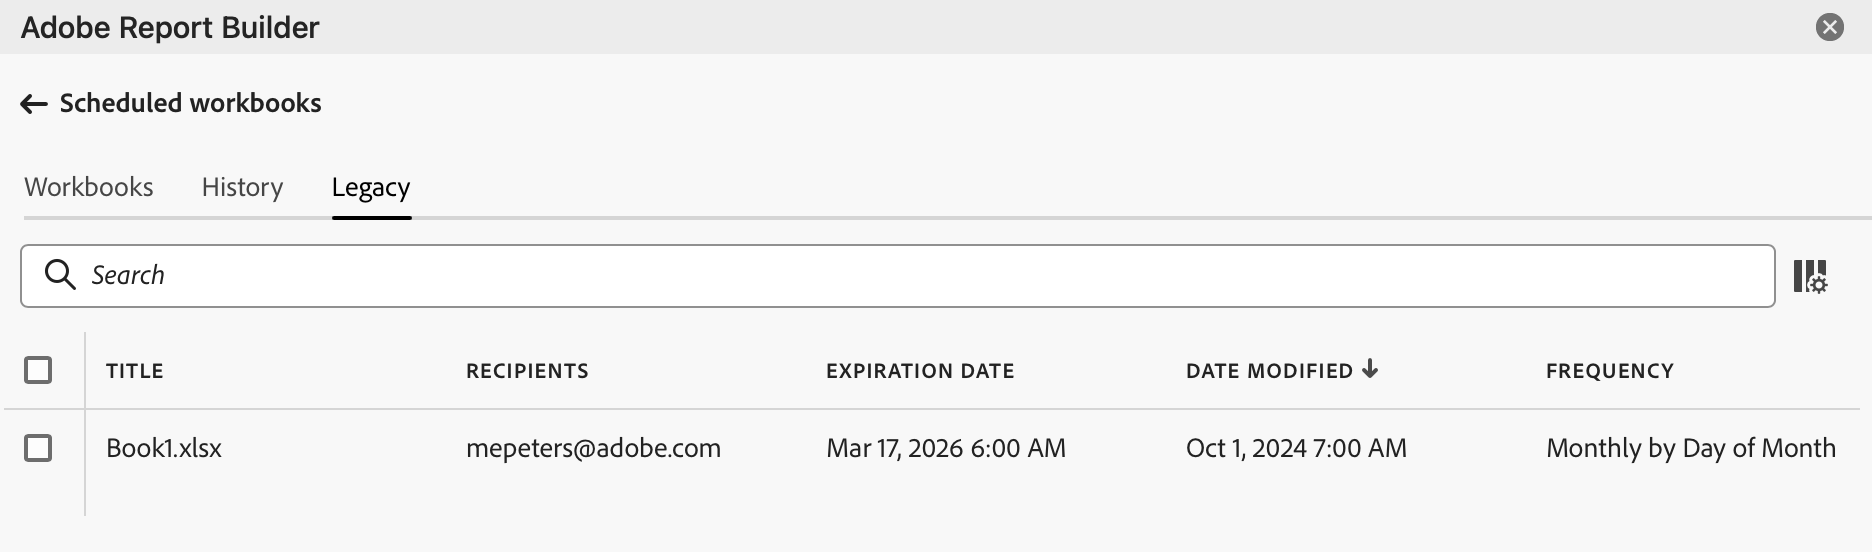 Adobe Report Builder
Scheduled workbooks
Workbooks History Legacy
Search
TITLE RECIPIENTS EXPIRATION DATE DATE MODIFIED FREQUENCY
Book1.xlsx mepeters@adobe.com Mar 17, 2026 6:00 AM Oct 1, 2024 7:00 AM Monthly by Day of Month